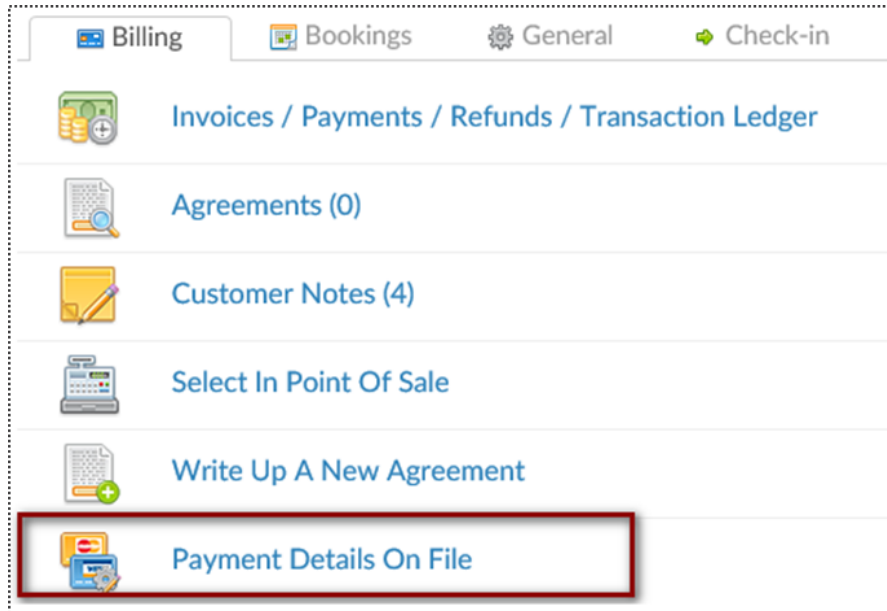 Billing Bookings General Check-in
Invoices / Payments / Refunds / Transaction Ledger
Agreements (0)
Customer Notes (4)
Select In Point Of Sale
Write Up A New Agreement
Payment Details On File